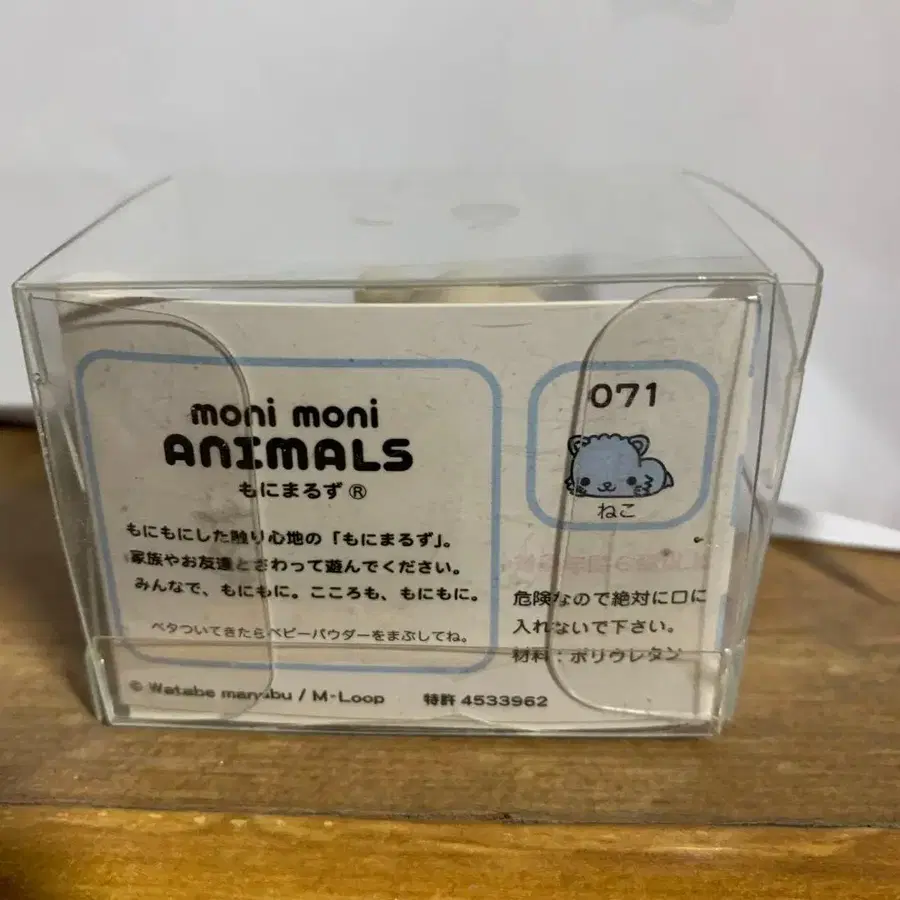 moni moni
ANIMALS
もにまるず®
もにもにした触り心地の「もにまるず」。
家族やお友達とさわって遊んでください。
みんなで、もにもに。こころも、もにもに。
ベタついてきたらベビーパウダーをまぶしてね。
071
ねこ
危険なので絶対に口に
入れないで下さい。
材料：ポリウレタン
© Watabe manabu / M-Loop 特許 4533962